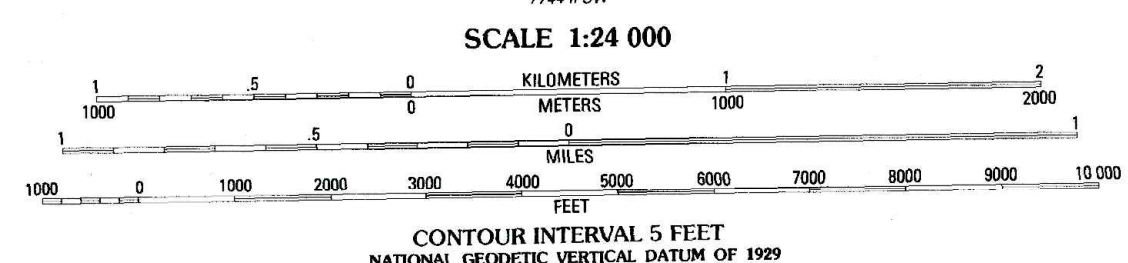 SCALE 1:24 000
1 .5 0 KILOMETERS 1 2
1000 0 METERS 1000 2000
1 .5 0 1
MILES
1000 0 1000 2000 3000 4000 5000 6000 7000 8000 9000 10 000
FEET
CONTOUR INTERVAL 5 FEET
NATIONAL GEODETIC VERTICAL DATUM OF 1929